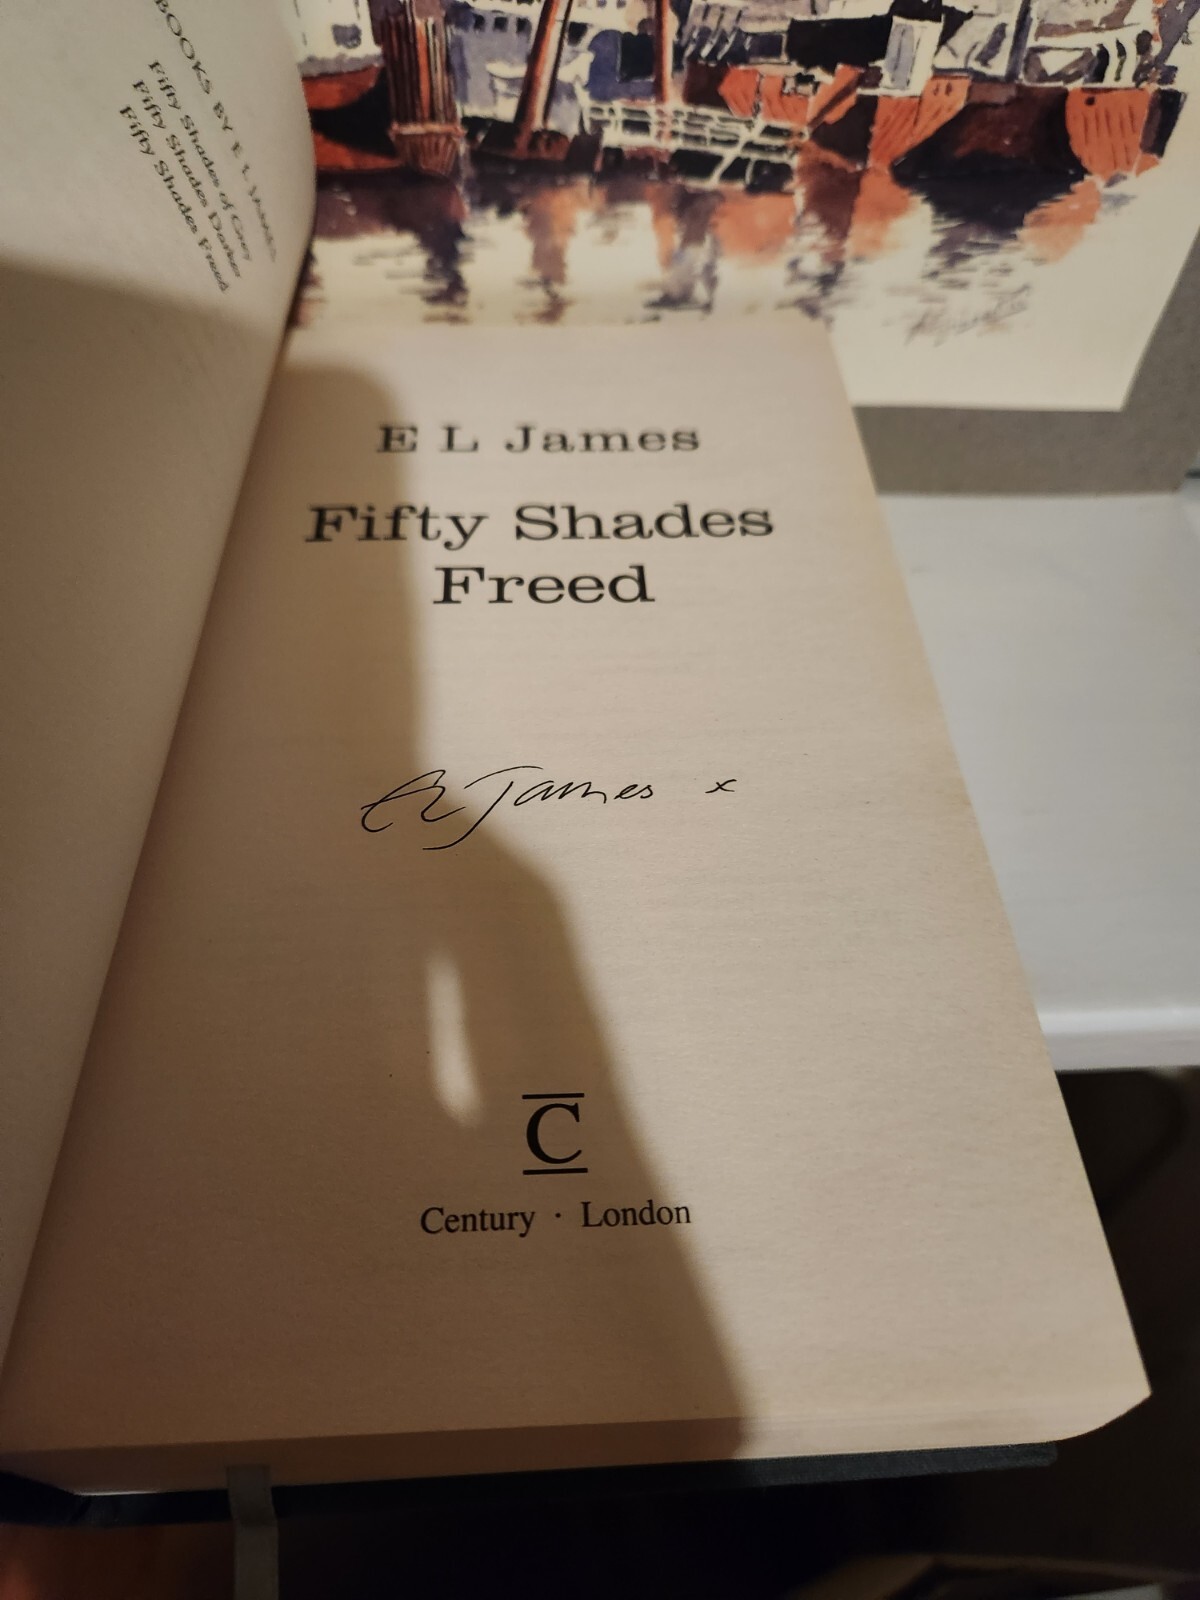 BOOKS BY E L JAMES
Fifty Shades of Grey
Fifty Shades Darker
Fifty Shades Freed
E L James
Fifty Shades
Freed
EL James x
C
Century · London